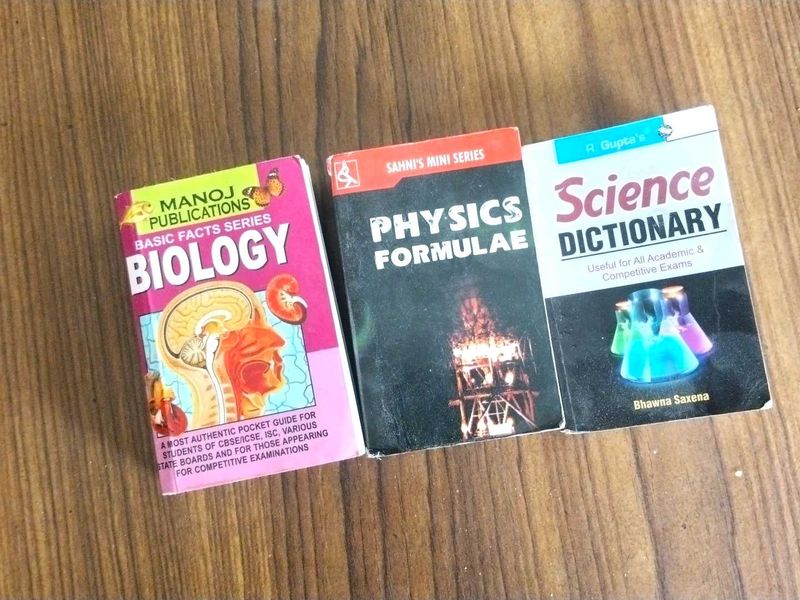 MANOJ
PUBLICATIONS
BASIC FACTS SERIES
BIOLOGY
A MOST AUTHENTIC POCKET GUIDE FOR
STUDENTS OF CBSE/ICSE, ISC, VARIOUS
STATE BOARDS AND FOR THOSE APPEARING
FOR COMPETITIVE EXAMINATIONS
SAHNI'S MINI SERIES
PHYSICS
FORMULAE
R. Gupta's
Science
DICTIONARY
Useful for All Academic &
Competitive Exams
Bhawna Saxena